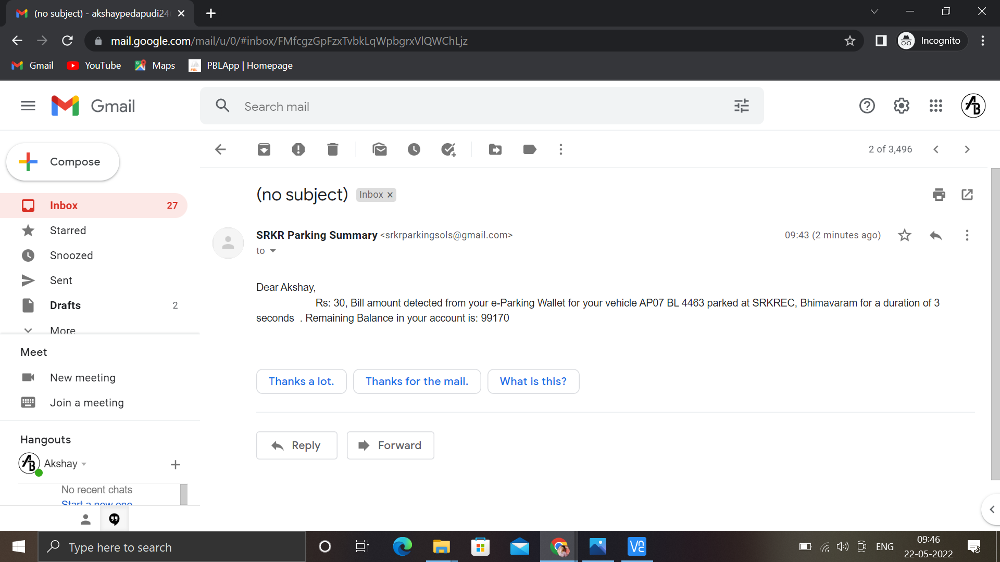 (no subject) - akshaypedapudi24
mail.google.com/mail/u/0/#inbox/FMfcgzGpFzxTvbkLqWpbgrxVlQWChLjz
Incognito
Gmail YouTube Maps PBLApp | Homepage
Gmail
Search mail
Compose
2 of 3,496
(no subject) Inbox ×
Inbox 27
SRKR Parking Summary <srkrparkingsols@gmail.com>
09:43 (2 minutes ago)
to
Starred
Snoozed
Sent
Drafts 2
More
Dear Akshay,
Rs: 30, Bill amount detected from your e-Parking Wallet for your vehicle AP07 BL 4463 parked at SRKREC, Bhimavaram for a duration of 3
seconds . Remaining Balance in your account is: 99170
Thanks a lot. Thanks for the mail. What is this?
Reply Forward
Meet
New meeting
Join a meeting
Hangouts
Akshay
No recent chats
Start a new one
Type here to search
ENG
09:46
22-05-2022